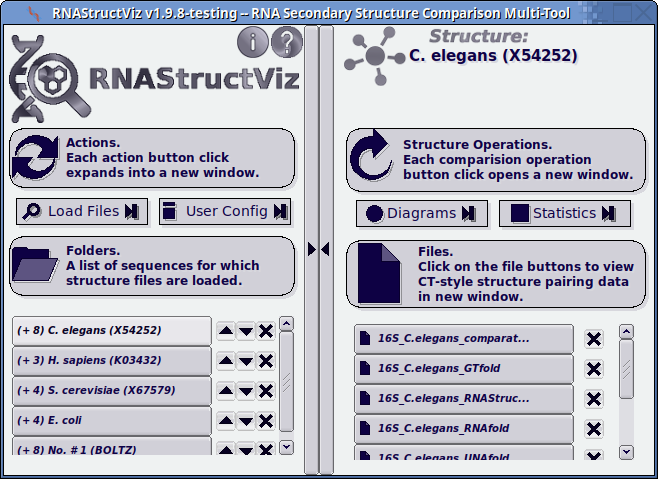 RNAStructViz v1.9.8-testing -- RNA Secondary Structure Comparison Multi-Tool
RNAStructViz
Actions.
Each action button click
expands into a new window.
Load Files
User Config
Folders.
A list of sequences for which
structure files are loaded.
(+ 8) C. elegans (X54252)
(+ 3) H. sapiens (K03432)
(+ 4) S. cerevisiae (X67579)
(+ 4) E. coli
(+ 8) No. #1 (BOLTZ)
Structure:
C. elegans (X54252)
Structure Operations.
Each comparision operation
button click opens a new window.
Diagrams
Statistics
Files.
Click on the file buttons to view
CT-style structure pairing data
in new window.
16S_C.elegans_comparat...
16S_C.elegans_GTfold
16S_C.elegans_RNAStruc...
16S_C.elegans_RNAfold
16S_C.elegans_UNAfold